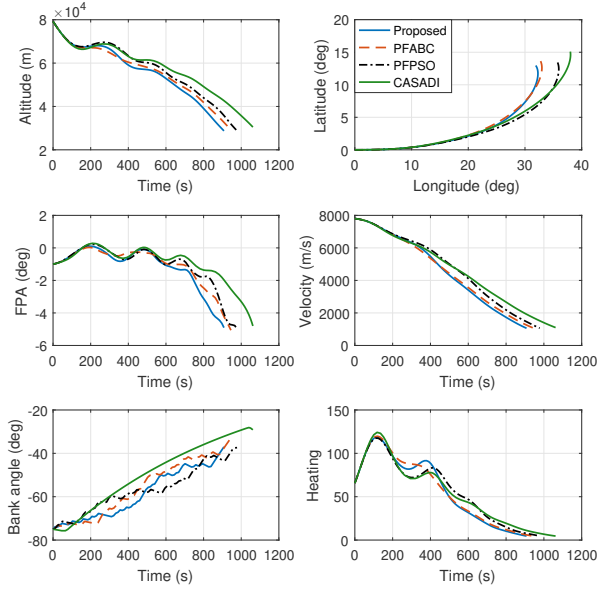 × 10⁴
8
6
4
2
Altitude (m)
0 200 400 600 800 1000 1200
Time (s)
20
15
10
5
0
Latitude (deg)
0 10 20 30 40
Longitude (deg)
Proposed
PFABC
PFPSO
CASADI
2
0
-2
-4
-6
FPA (deg)
0 200 400 600 800 1000 1200
Time (s)
8000
6000
4000
2000
0
Velocity (m/s)
0 200 400 600 800 1000 1200
Time (s)
-20
-40
-60
-80
Bank angle (deg)
0 200 400 600 800 1000 1200
Time (s)
150
100
50
0
Heating
0 200 400 600 800 1000 1200
Time (s)